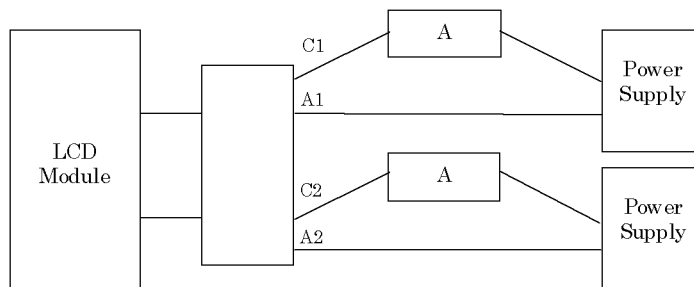 C1
A
A1
Power
Supply
LCD
Module
C2
A
A2
Power
Supply